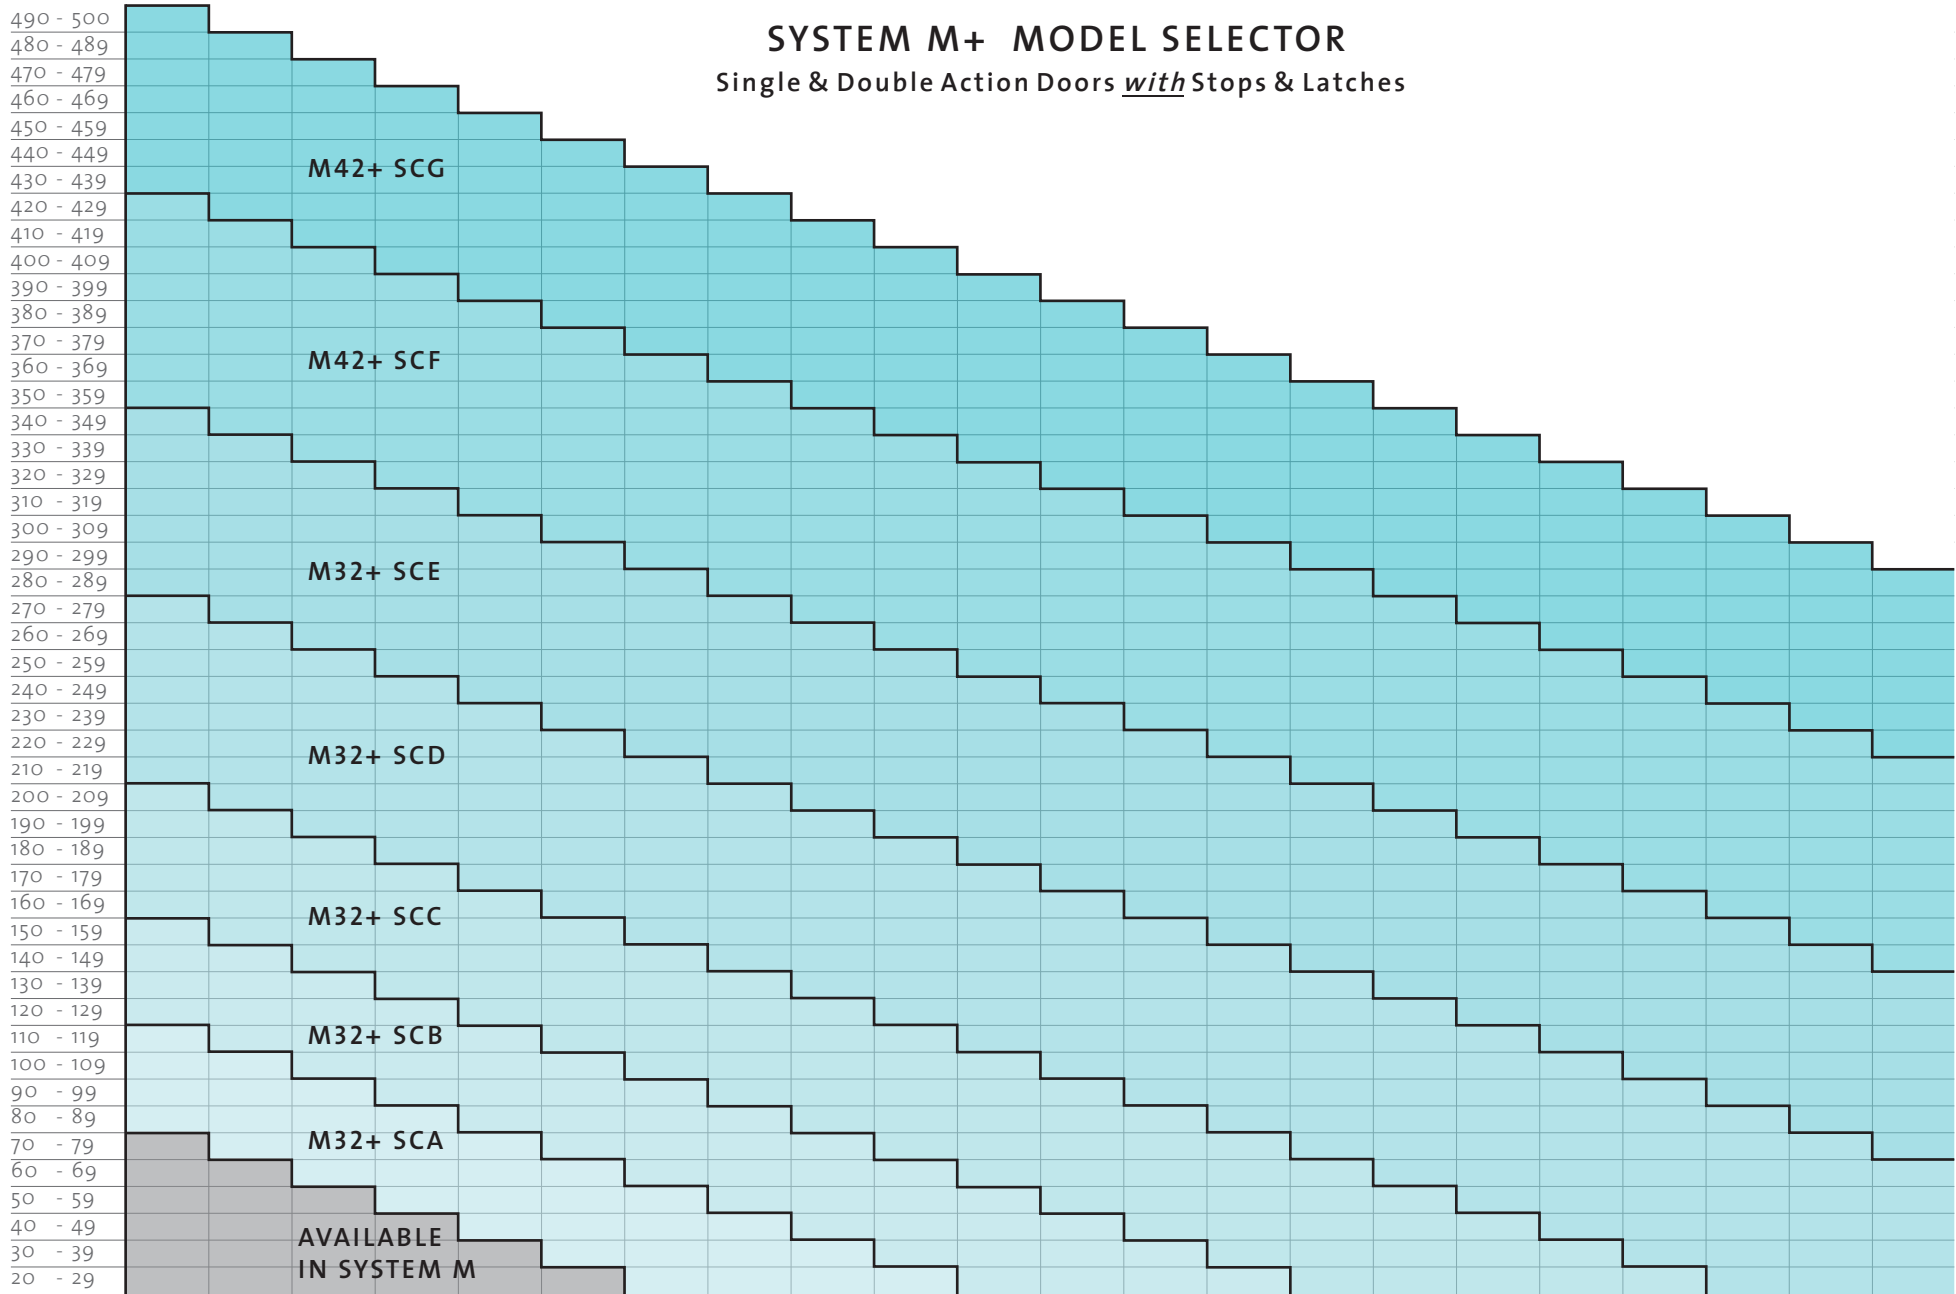 SYSTEM M+ MODEL SELECTOR
Single & Double Action Doors with Stops & Latches
490 - 500
480 - 489
470 - 479
460 - 469
450 - 459
440 - 449
M42+ SCG
430 - 439
420 - 429
410 - 419
400 - 409
390 - 399
380 - 389
370 - 379
M42+ SCF
360 - 369
350 - 359
340 - 349
330 - 339
320 - 329
310 - 319
300 - 309
290 - 299
M32+ SCE
280 - 289
270 - 279
260 - 269
250 - 259
240 - 249
230 - 239
220 - 229
M32+ SCD
210 - 219
200 - 209
190 - 199
180 - 189
170 - 179
160 - 169
M32+ SCC
150 - 159
140 - 149
130 - 139
120 - 129
M32+ SCB
110 - 119
100 - 109
90 - 99
80 - 89
M32+ SCA
70 - 79
60 - 69
50 - 59
40 - 49
AVAILABLE
30 - 39
IN SYSTEM M
20 - 29